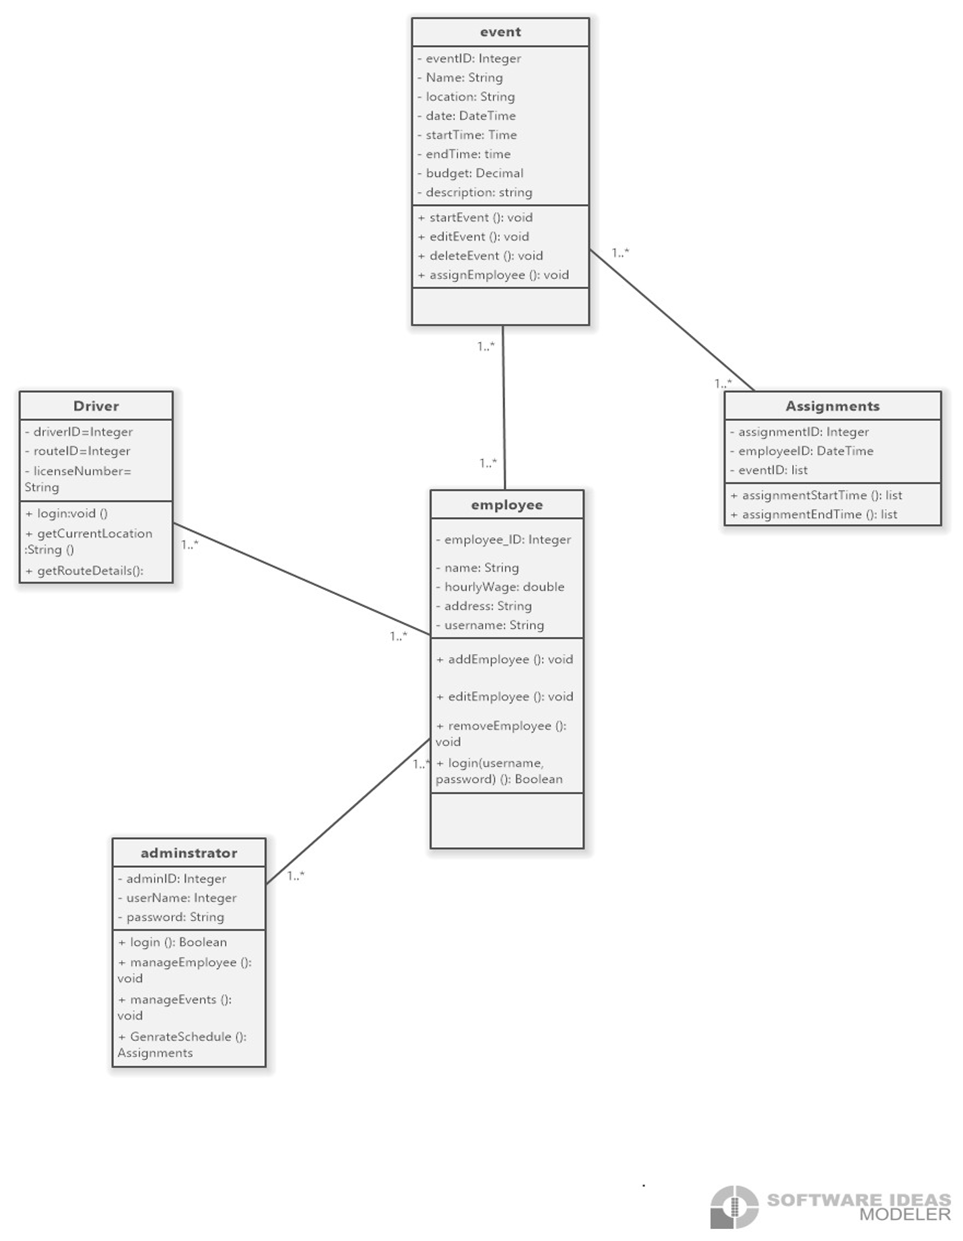 event
- eventID: Integer
- Name: String
- location: String
- date: DateTime
- startTime: Time
- endTime: time
- budget: Decimal
- description: string
+ startEvent (): void
+ editEvent (): void
+ deleteEvent (): void
+ assignEmployee (): void
1..*
1..*
1..*
1..*
Driver
- driverID=Integer
- routeID=Integer
- licenseNumber=
String
+ login:void ()
+ getCurrentLocation
:String ()
+ getRouteDetails():
1..*
1..*
Assignments
- assignmentID: Integer
- employeeID: DateTime
- eventID: list
+ assignmentStartTime (): list
+ assignmentEndTime (): list
employee
- employee_ID: Integer
- name: String
- hourlyWage: double
- address: String
- username: String
+ addEmployee (): void
+ editEmployee (): void
+ removeEmployee ():
void
+ login(username,
password) (): Boolean
1..*
1..*
adminstrator
- adminID: Integer
- userName: Integer
- password: String
+ login (): Boolean
+ manageEmployee ():
void
+ manageEvents ():
void
+ GenrateSchedule ():
Assignments
.
SOFTWARE IDEAS
MODELER